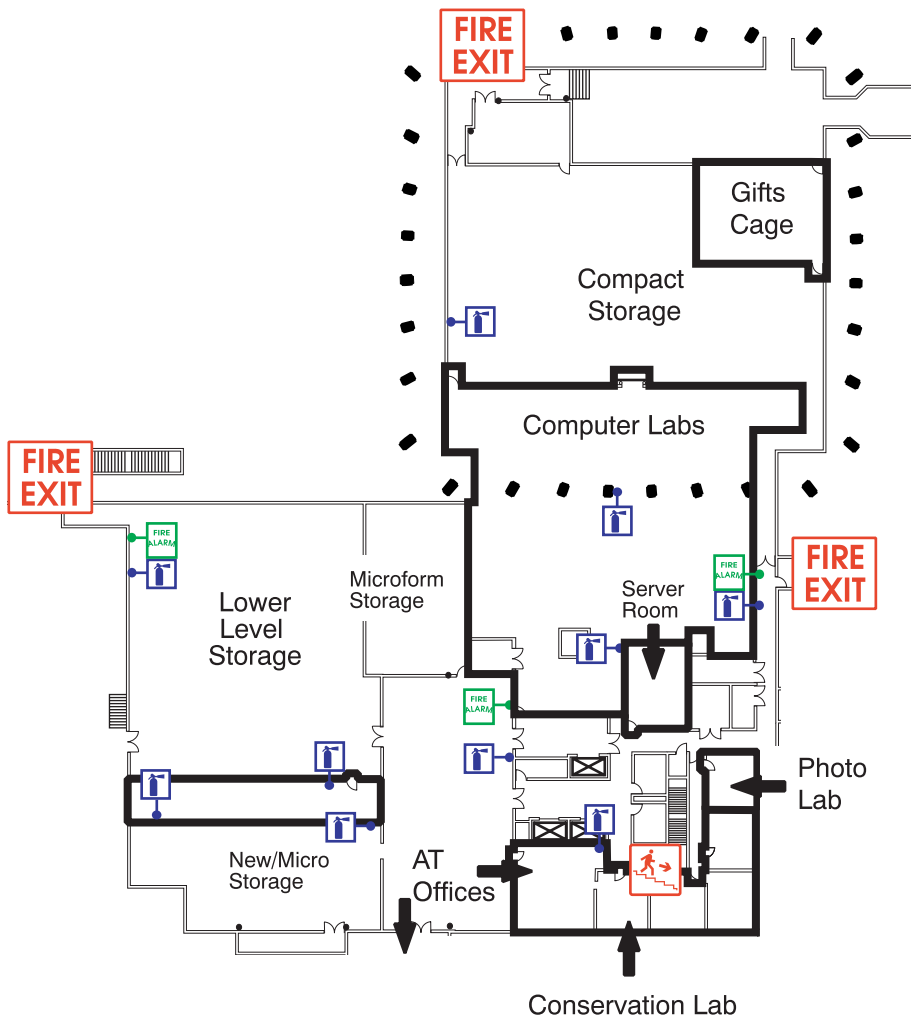 FIRE
EXIT
Gifts
Cage
Compact
Storage
Computer Labs
FIRE
EXIT
FIRE
ALARM
Microform
Storage
Lower
Level
Storage
Server
Room
FIRE
ALARM
FIRE
EXIT
FIRE
ALARM
Photo
Lab
New/Micro
Storage
AT
Offices
Conservation Lab